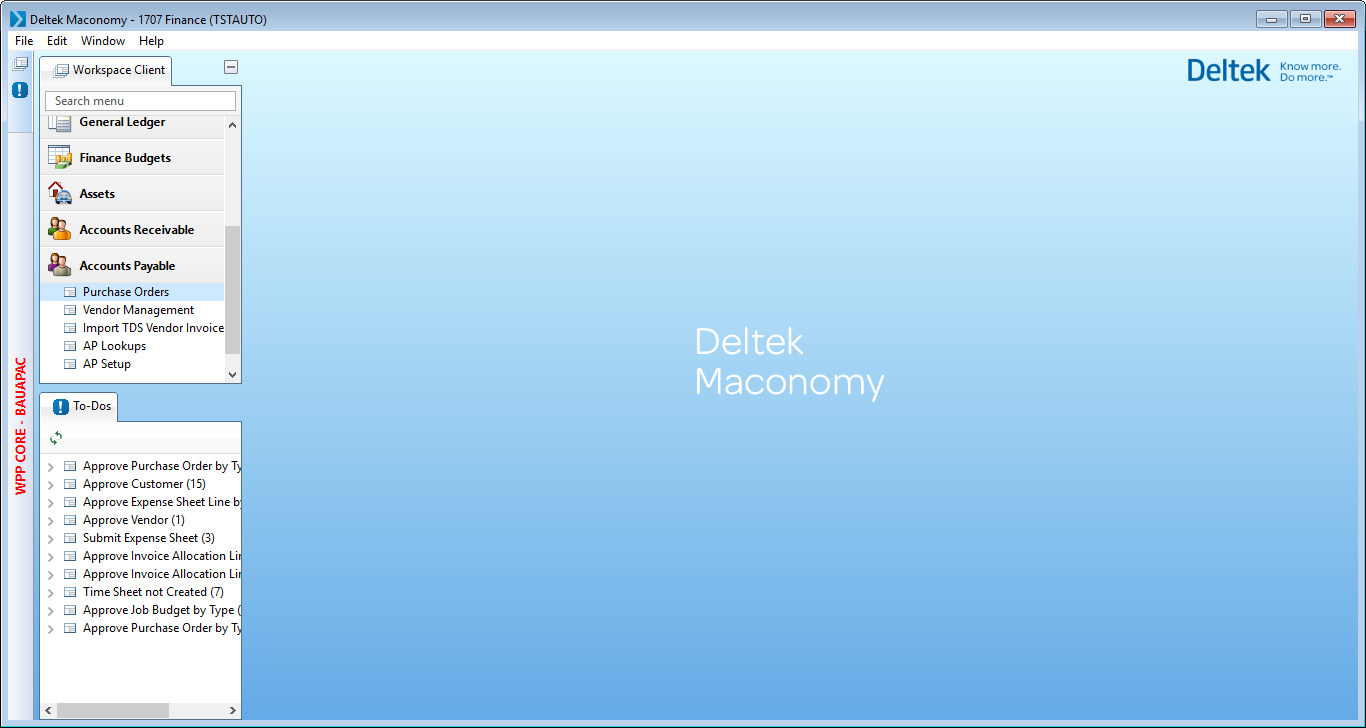 Deltek Maconomy - 1707 Finance (TSTAUTO)
File Edit Window Help
Workspace Client
Search menu
General Ledger
Finance Budgets
Assets
Accounts Receivable
Accounts Payable
Purchase Orders
Vendor Management
Import TDS Vendor Invoice
AP Lookups
AP Setup
To-Dos
Approve Purchase Order by Ty
Approve Customer (15)
Approve Expense Sheet Line by
Approve Vendor (1)
Submit Expense Sheet (3)
Approve Invoice Allocation Lin
Approve Invoice Allocation Lin
Time Sheet not Created (7)
Approve Job Budget by Type (
Approve Purchase Order by Ty
WPP CORE - BAUAPAC
Deltek Know more.
Do more.™
Deltek
Maconomy